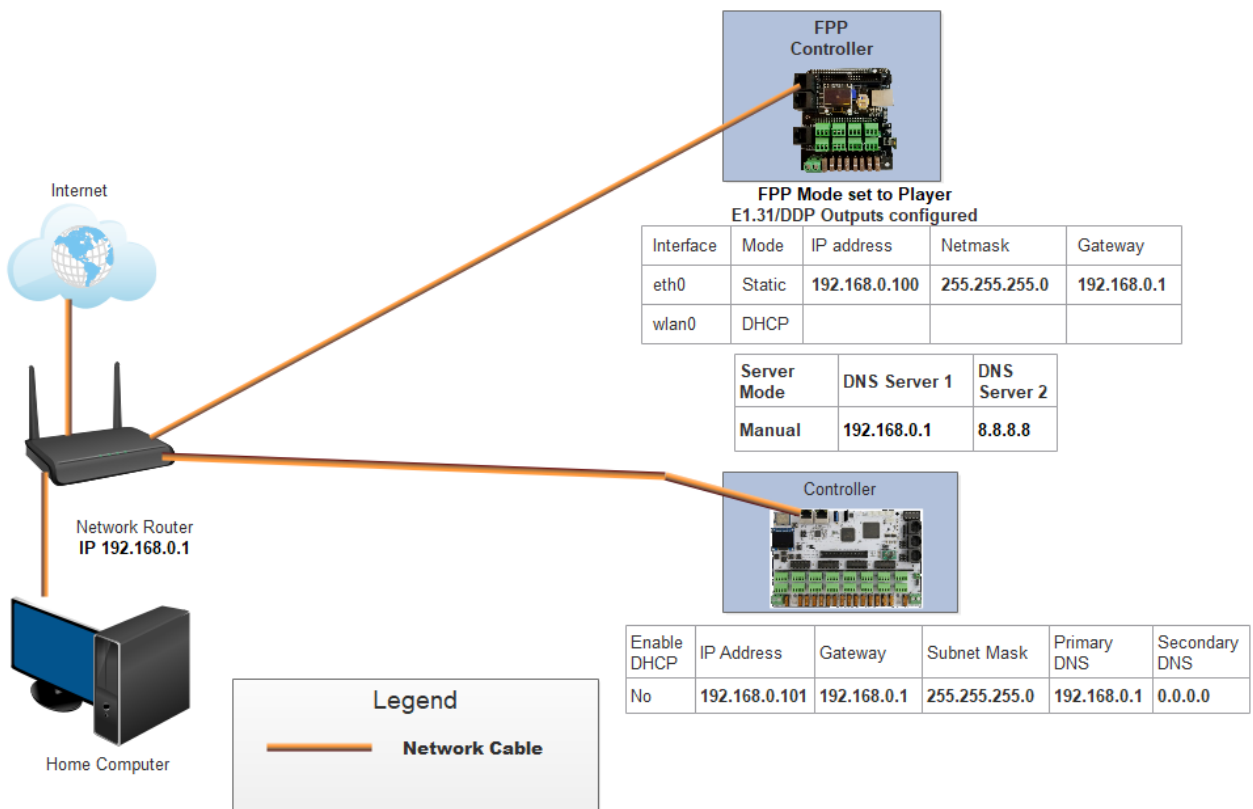 FPP
Controller
FPP Mode set to Player
E1.31/DDP Outputs configured
Interface Mode IP address Netmask Gateway
eth0 Static 192.168.0.100 255.255.255.0 192.168.0.1
wlan0 DHCP
Server Mode DNS Server 1 DNS Server 2
Manual 192.168.0.1 8.8.8.8
Internet
Network Router
IP 192.168.0.1
Home Computer
Controller
Enable DHCP IP Address Gateway Subnet Mask Primary DNS Secondary DNS
No 192.168.0.101 192.168.0.1 255.255.255.0 192.168.0.1 0.0.0.0
Legend
Network Cable